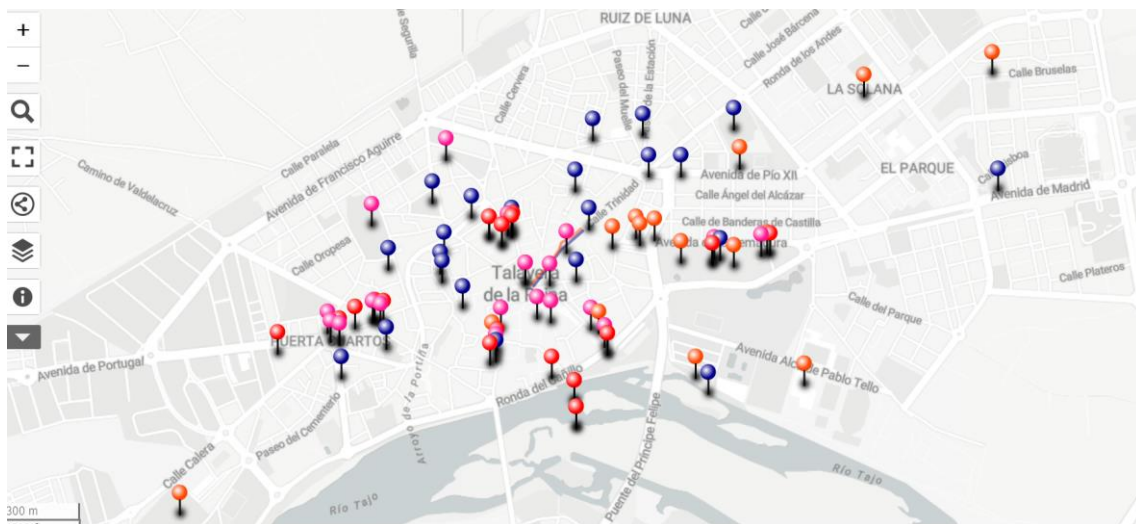 RUIZ DE LUNA
Calle José Bárcena
Ronda de los Andes
Calle Bruselas
Segurilla
Calle Cervera
Paseo del Muelle
de la Estación
LA SOLANA
Calle Paralela
Avenida de Francisco Aguirre
Camino de Valdelacruz
EL PARQUE
Avenida de Pío XII
Calle Ángel del Alcázar
Avenida de Madrid
Calle Trinidad
Calle de Banderas de Castilla
Calle Oropesa
Talavera
de la Reina
Calle Plateros
Calle del Parque
Avenida de Portugal
Arroyo de la Portiña
Avenida Alcalde Pablo Tello
Ronda del Cañillo
Paseo del Cementerio
Puente del Príncipe Felipe
Calle Calera
Río Tajo
Río Tajo
300 m